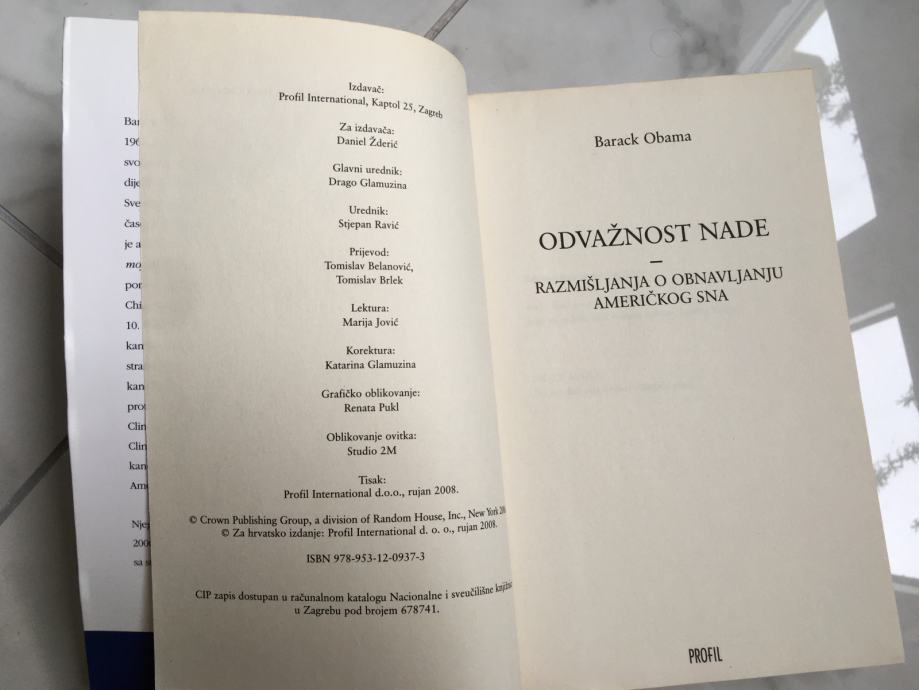 Izdavač:
Profil International, Kaptol 25, Zagreb
Za izdavača:
Daniel Žderić
Glavni urednik:
Drago Glamuzina
Urednik:
Stjepan Ravić
Prijevod:
Tomislav Belanović,
Tomislav Brlek
Lektura:
Marija Jović
Korektura:
Katarina Glamuzina
Grafičko oblikovanje:
Renata Pukl
Oblikovanje ovitka:
Studio 2M
Tisak:
Profil International d.o.o., rujan 2008.
© Crown Publishing Group, a division of Random House, Inc., New York
© Za hrvatsko izdanje: Profil International d. o. o., rujan 2008.
ISBN 978-953-12-0937-3
CIP zapis dostupan u računalnom katalogu Nacionalne i sveučilišne
u Zagrebu pod brojem 678741.
Barack Obama
ODVAŽNOST NADE
—
RAZMIŠLJANJA O OBNAVLJANJU
AMERIČKOG SNA
PROFIL